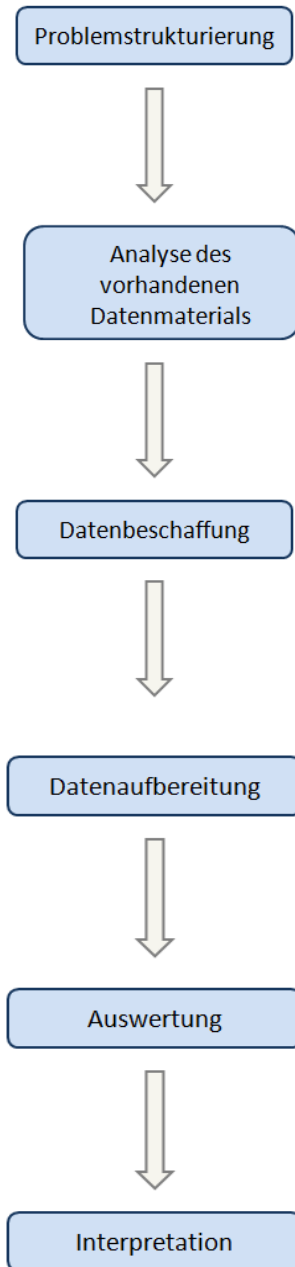 Problemstrukturierung
Analyse des
vorhandenen
Datenmaterials
Datenbeschaffung
Datenaufbereitung
Auswertung
Interpretation